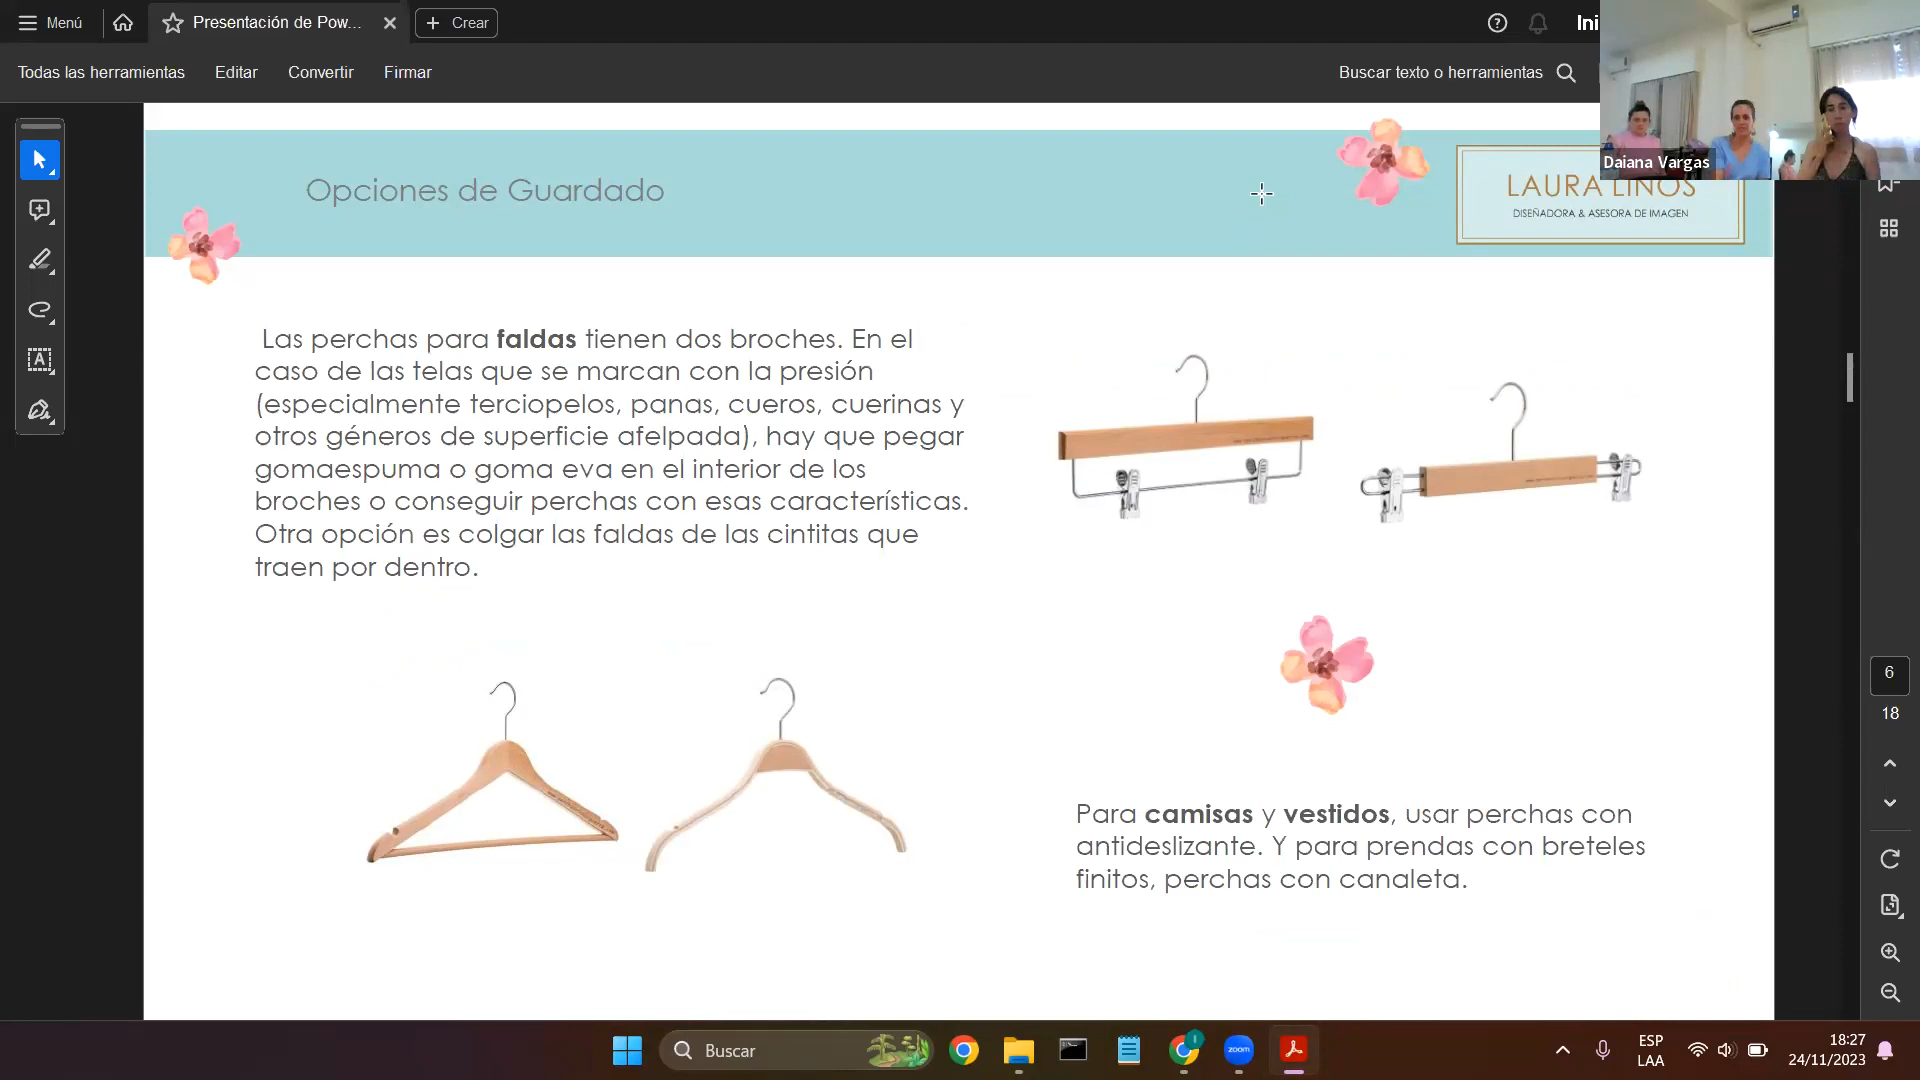 Menú
Presentación de Pow...
Crear
Ini
Todas las herramientas
Editar
Convertir
Firmar
Buscar texto o herramientas
Daiana Vargas
Opciones de Guardado
LAURA LINOS
DISEÑADORA & ASESORA DE IMAGEN
Las perchas para faldas tienen dos broches. En el
caso de las telas que se marcan con la presión
(especialmente terciopelos, panas, cueros, cuerinas y
otros géneros de superficie afelpada), hay que pegar
gomaespuma o goma eva en el interior de los
broches o conseguir perchas con esas características.
Otra opción es colgar las faldas de las cintitas que
traen por dentro.
Para camisas y vestidos, usar perchas con
antideslizante. Y para prendas con breteles
finitos, perchas con canaleta.
6
18
Buscar
zoom
ESP
LAA
18:27
24/11/2023